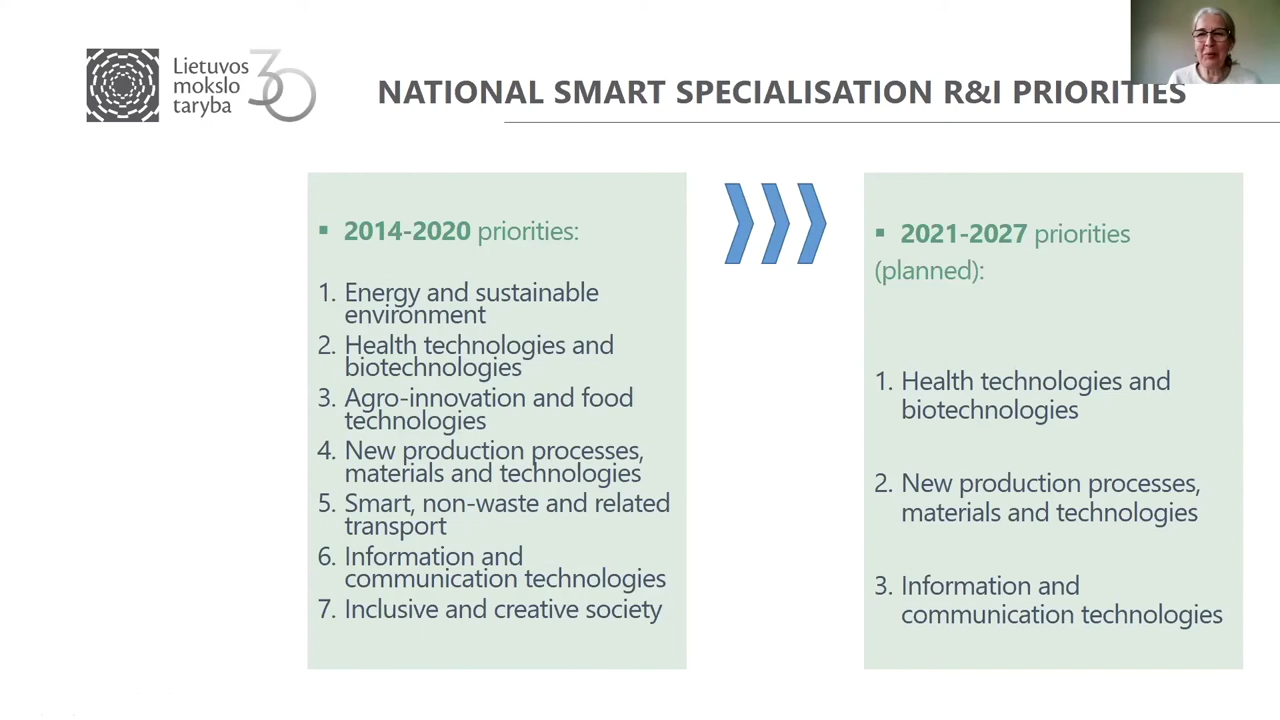 Lietuvos
mokslo
taryba
30
NATIONAL SMART SPECIALISATION R&I PRIORITIES
▪ 2014-2020 priorities:
1. Energy and sustainable
environment
2. Health technologies and
biotechnologies
3. Agro-innovation and food
technologies
4. New production processes,
materials and technologies
5. Smart, non-waste and related
transport
6. Information and
communication technologies
7. Inclusive and creative society
▪ 2021-2027 priorities
(planned):
1. Health technologies and
biotechnologies
2. New production processes,
materials and technologies
3. Information and
communication technologies